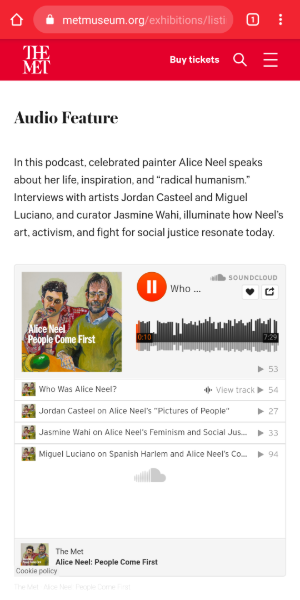 metmuseum.org/exhibitions/listi
1
THE
MET
Buy tickets
Audio Feature
In this podcast, celebrated painter Alice Neel speaks
about her life, inspiration, and “radical humanism.”
Interviews with artists Jordan Casteel and Miguel
Luciano, and curator Jasmine Wahi, illuminate how Neel's
art, activism, and fight for social justice resonate today.
SOUNDCLOUD
Who ...
Alice Neel
People Come First
0:10
7:29
53
Who Was Alice Neel?
View track
54
Jordan Casteel on Alice Neel's "Pictures of People"
27
Jasmine Wahi on Alice Neel's Feminism and Social Jus...
33
Miguel Luciano on Spanish Harlem and Alice Neel's Co...
94
The Met
Alice Neel: People Come First
Cookie policy
The Met · Alice Neel: People Come First